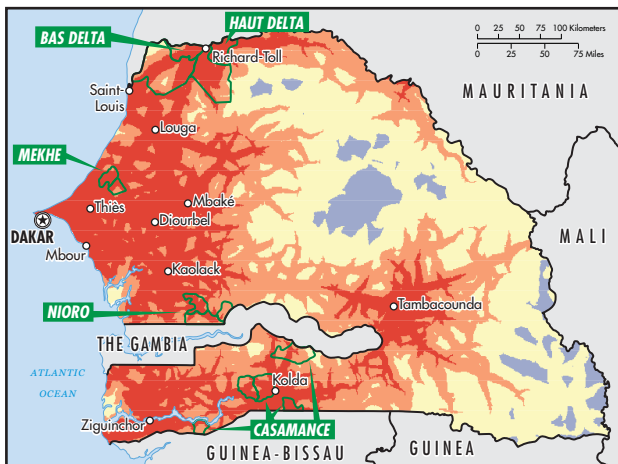 BAS DELTA
HAUT DELTA
Richard-Toll
0 25 50 75 100 Kilometers
0 25 50 75 Miles
Saint-
Louis
MAURITANIA
Louga
MEKHE
Mbaké
Thiès
Diourbel
DAKAR
MALI
Mbour
Kaolack
Tambacounda
NIORO
THE GAMBIA
ATLANTIC
OCEAN
Kolda
Ziguinchor
CASAMANCE
GUINEA-BISSAU
GUINEA